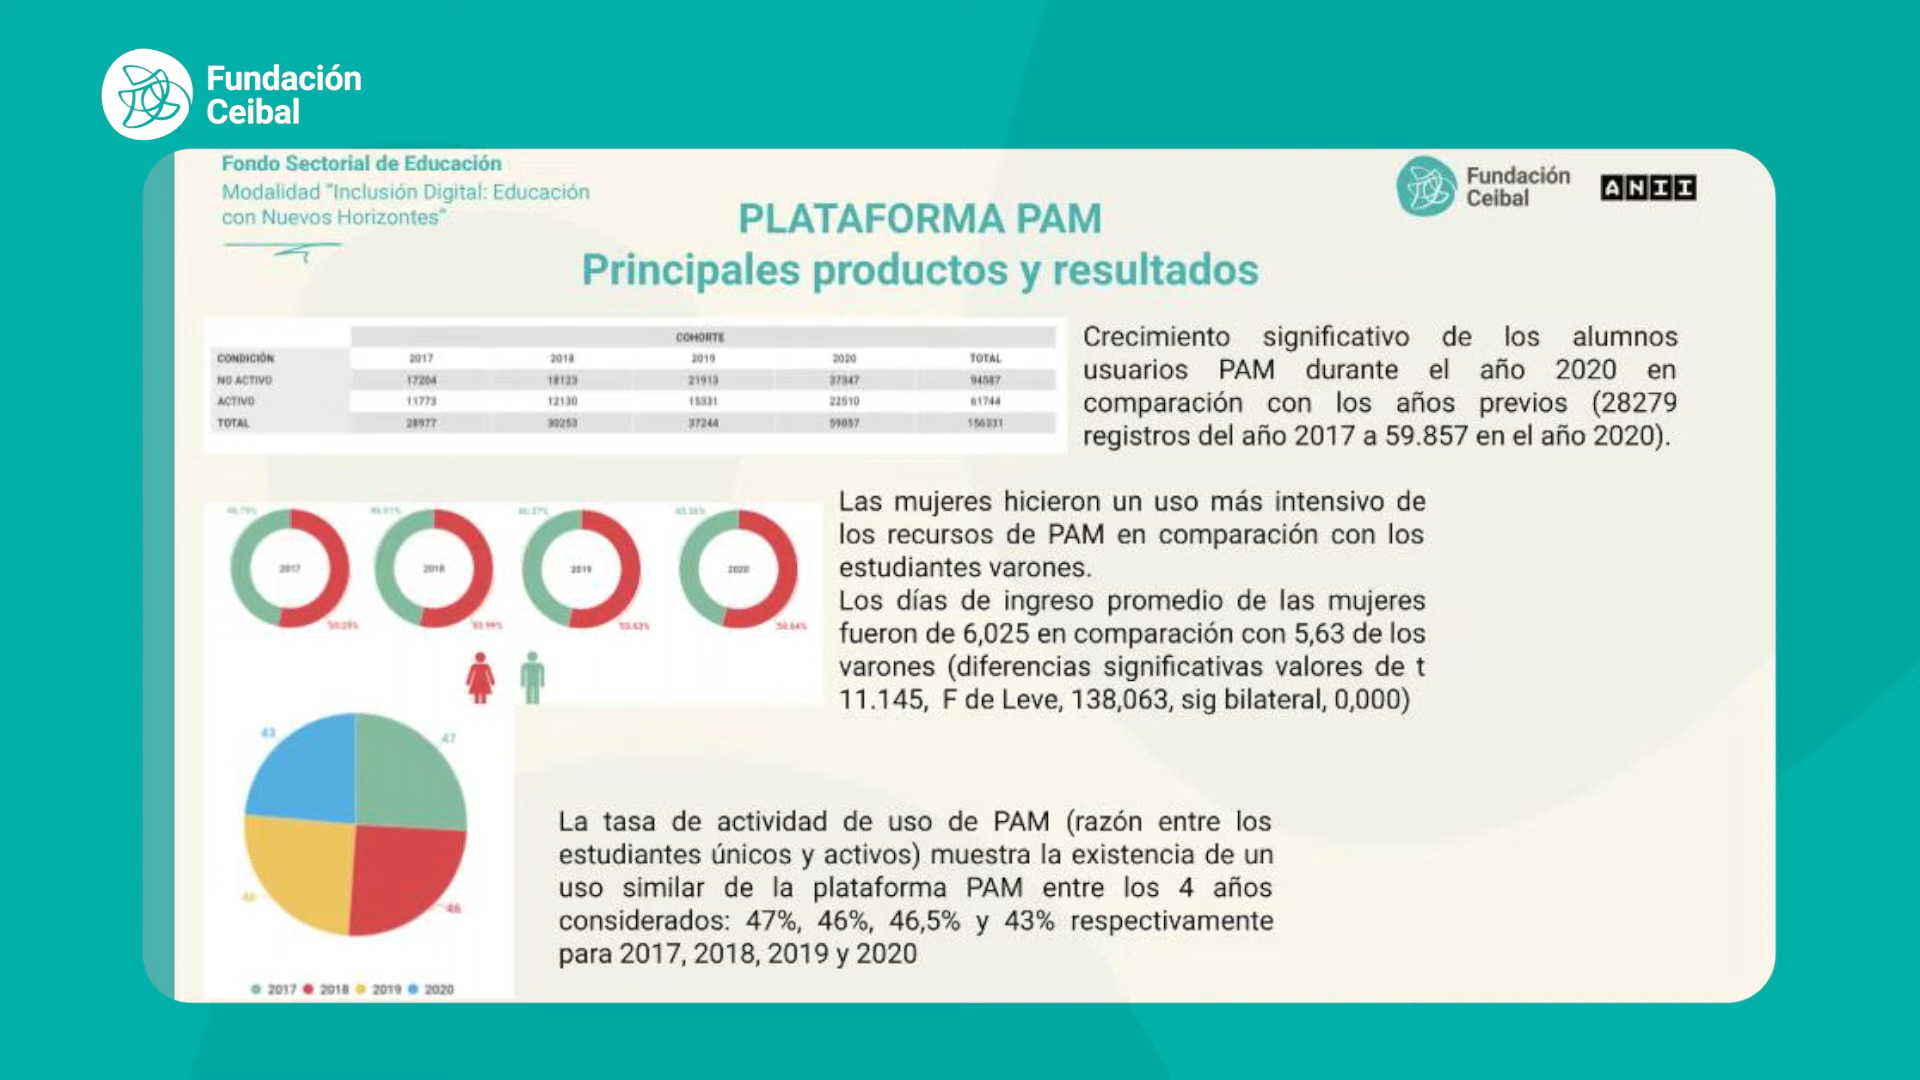 Fundación
Ceibal
Fondo Sectorial de Educación
Modalidad “Inclusión Digital: Educación
con Nuevos Horizontes”
Fundación
Ceibal
ANII
PLATAFORMA PAM
Principales productos y resultados
COHORTE
CONDICIÓN 2017 2018 2019 2020 TOTAL
NO ACTIVO 17204 18123 21913 37347 94587
ACTIVO 11773 12130 15331 22510 61744
TOTAL 28977 30253 37244 59857 156331
Crecimiento significativo de los alumnos
usuarios PAM durante el año 2020 en
comparación con los años previos (28279
registros del año 2017 a 59.857 en el año 2020).
2017
2018
2019
2020
53.99%
53.63%
54.64%
Las mujeres hicieron un uso más intensivo de
los recursos de PAM en comparación con los
estudiantes varones.
Los días de ingreso promedio de las mujeres
fueron de 6,025 en comparación con 5,63 de los
varones (diferencias significativas valores de t
11.145, F de Leve, 138,063, sig bilateral, 0,000)
43
47
46
46
2017 2018 2019 2020
La tasa de actividad de uso de PAM (razón entre los
estudiantes únicos y activos) muestra la existencia de un
uso similar de la plataforma PAM entre los 4 años
considerados: 47%, 46%, 46,5% y 43% respectivamente
para 2017, 2018, 2019 y 2020